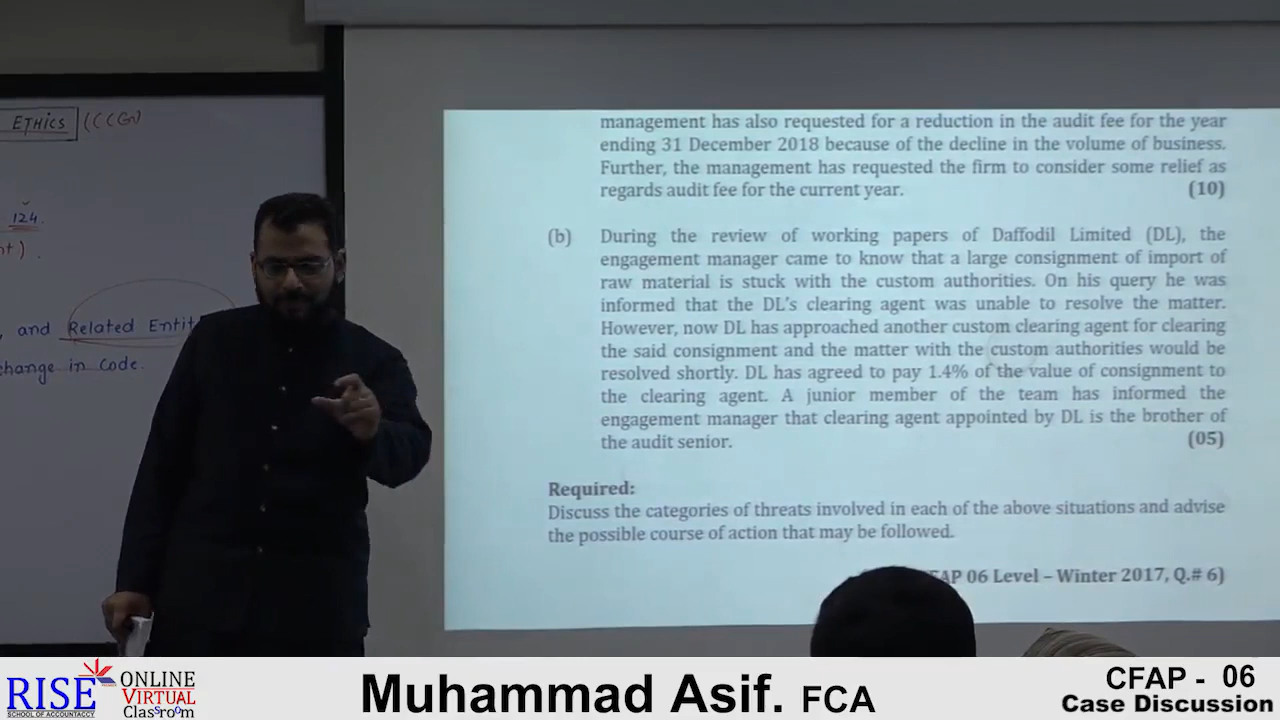 ETHICS (CCG)
124.
nt).
, and Related Entit
change in Code.
management has also requested for a reduction in the audit fee for the year
ending 31 December 2018 because of the decline in the volume of business.
Further, the management has requested the firm to consider some relief as
regards audit fee for the current year. (10)
(b) During the review of working papers of Daffodil Limited (DL), the
engagement manager came to know that a large consignment of import of
raw material is stuck with the custom authorities. On his query he was
informed that the DL's clearing agent was unable to resolve the matter.
However, now DL has approached another custom clearing agent for clearing
the said consignment and the matter with the custom authorities would be
resolved shortly. DL has agreed to pay 1.4% of the value of consignment to
the clearing agent. A junior member of the team has informed the
engagement manager that clearing agent appointed by DL is the brother of
the audit senior. (05)
Required:
Discuss the categories of threats involved in each of the above situations and advise
the possible course of action that may be followed.
AP 06 Level – Winter 2017, Q.# 6)
RISE
SCHOOL OF ACCOUNTACY
ONLINE
VIRTUAL
Classroom
Muhammad Asif. FCA
CFAP - 06
Case Discussion